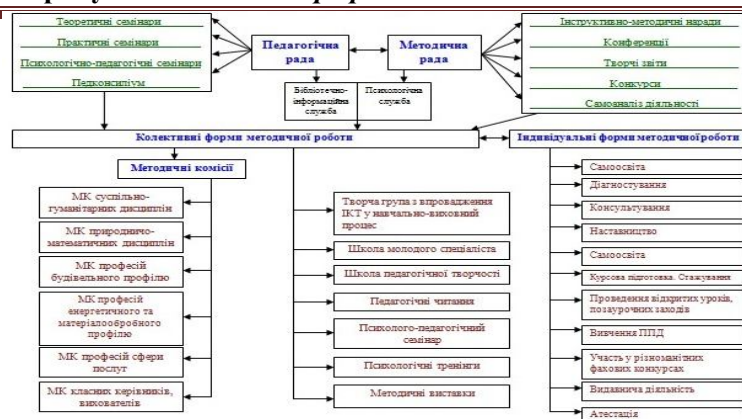 Теоретичні семінари
Практичні семінари
Психологічно-педагогічні семінари
Педконсиліум
Педагогічна
рада
Методична
рада
Інструктивно-методичні наради
Конференції
Творчі звіти
Конкурси
Самоаналіз діяльності
Бібліотечно-
інформаційна
служба
Психологічна
служба
Колективні форми методичної роботи
Індивідуальні форми методичної роботи
Методичні комісії
МК суспільно-
гуманітарних дисциплін
МК природничо-
математичних дисциплін
МК професій
будівельного профілю
МК професій
енергетичного та
матеріалообробного
профілю
МК професій сфери
послуг
МК класних керівників,
вихователів
Творча група з впровадження
ІКТ у навчально-виховний
процес
Школа молодого спеціаліста
Школа педагогічної творчості
Педагогічні читання
Психолого-педагогічний
семінар
Психологічні тренінги
Методичні виставки
Самоосвіта
Діагностування
Консультування
Наставництво
Самоосвіта
Курсова підготовка. Стажування
Проведення відкритих уроків,
позаурочних заходів
Вивчення ППД
Участь у різноманітних
фахових конкурсах
Видавнича діяльність
Атестація